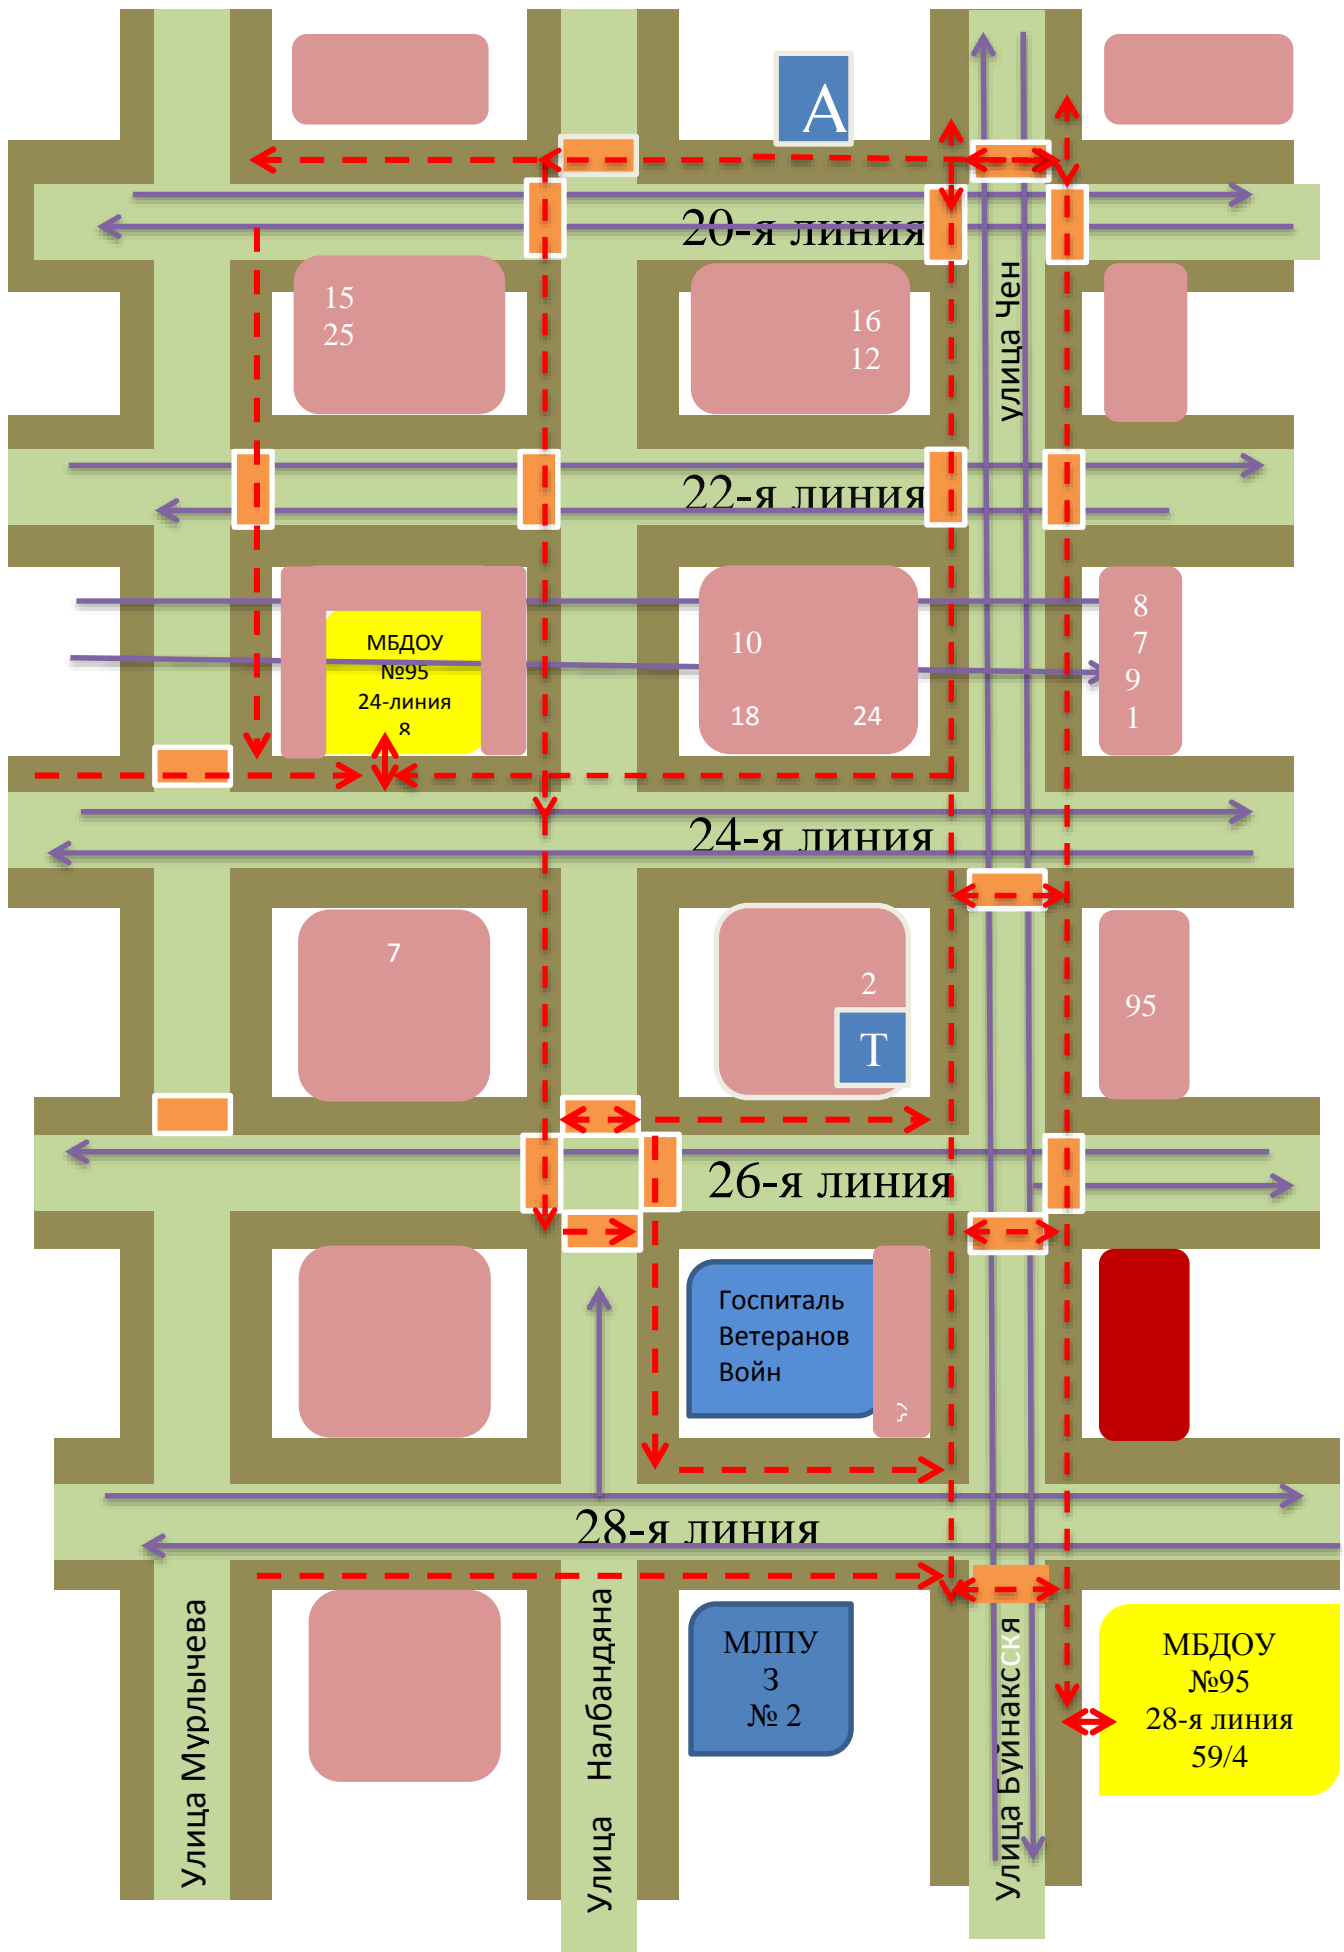 А
20-я линия
улица Чен
15
25
16
12
22-я линия
МБДОУ
№95
24-линия
8
10
18 24
8
7
9
1
24-я линия
7
2
Т
95
26-я линия
Госпиталь
Ветеранов
Войн
28-я линия
Улица Мурлычева
Улица Налбандяна
МЛПУ
З
№ 2
Улица Буйнаксскя
МБДОУ
№95
28-я линия
59/4